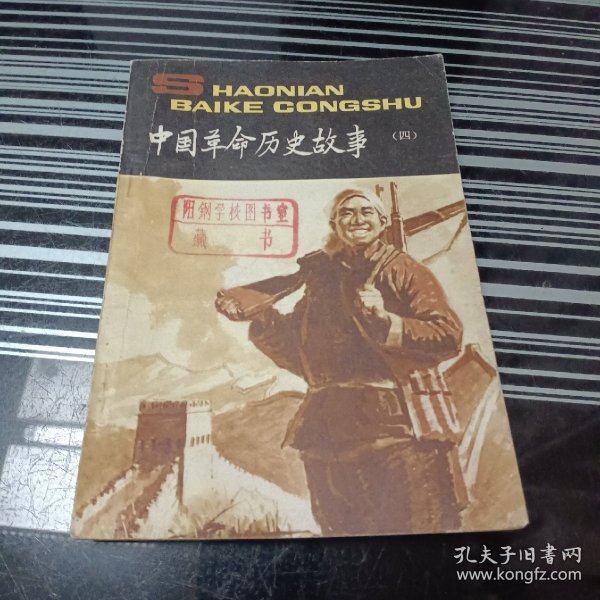 SHAONIAN
BAIKE CONGSHU
中国革命历史故事 (四)
阳钢学校图书室
藏 书
孔夫子旧书网
www.kongfz.com